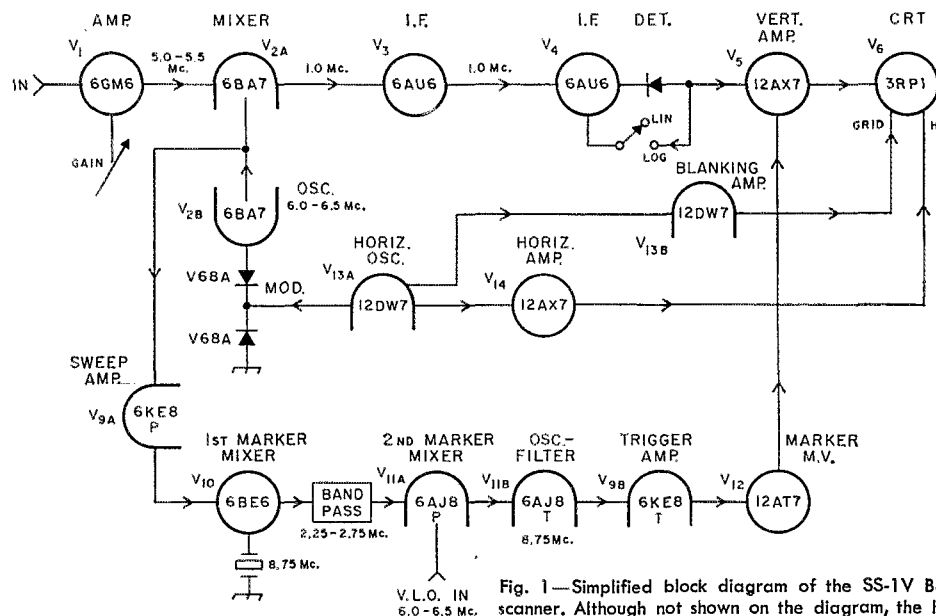 AMP. MIXER I.F. I.F. DET. VERT. AMP. CRT
V1 V2A V3 V4 V5 V6
IN 6GM6 5.0-5.5 Mc. 6BA7 1.0 Mc. 6AU6 1.0 Mc. 6AU6 12AX7 3RP1
GAIN LIN LOG GRID H
BLANKING AMP.
OSC.
6.0-6.5 Mc.
V2B 6BA7 12DW7
V13B
HORIZ. OSC. HORIZ. AMP.
V68A MOD. V13A 12DW7 V14 12AX7
V68A
SWEEP AMP.
V9A 6KE8 P
1ST MARKER MIXER 2ND MARKER MIXER OSC.-FILTER TRIGGER AMP. MARKER M.V.
V10 V11A V11B V9B V12
6BE6 BAND PASS 6AJ8 P 6AJ8 T 6KE8 T 12AT7
2.25-2.75 Mc. 8.75 Mc.
8.75 Mc.
V.L.O. IN
6.0-6.5 Mc.
Fig. 1—Simplified block diagram of the SS-1V B
scanner. Although not shown on the diagram, the